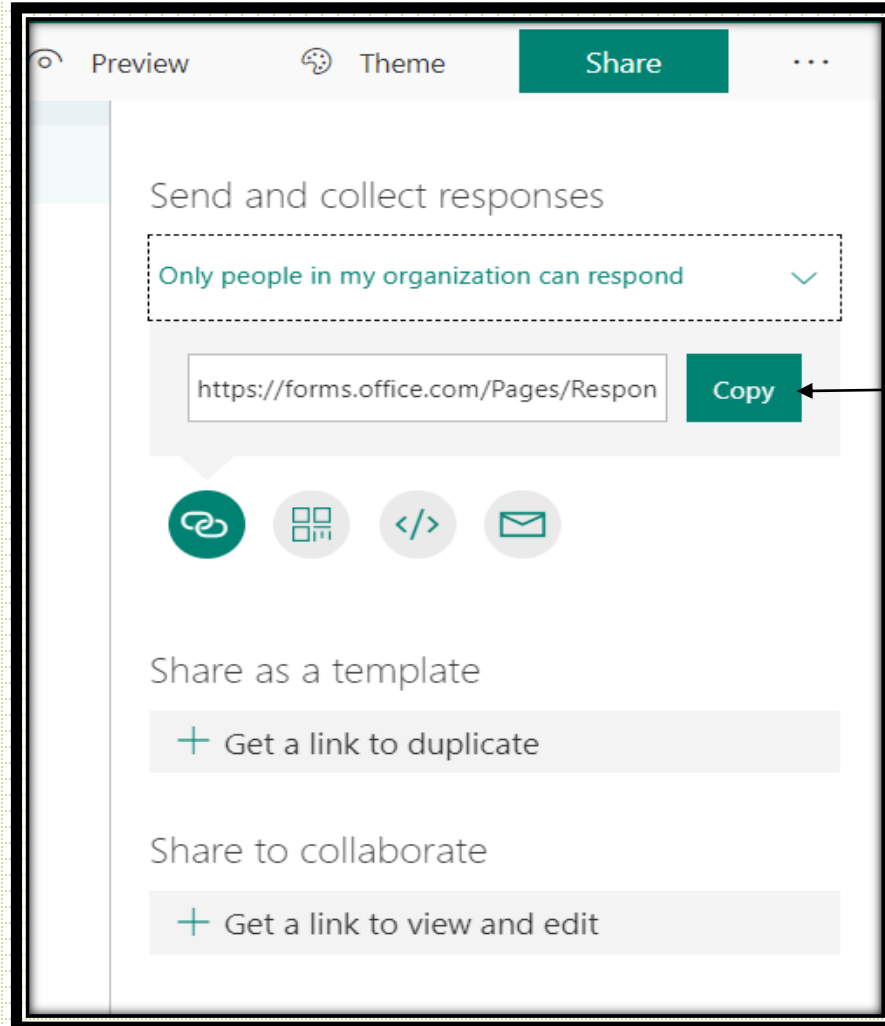 Preview Theme Share ...
Send and collect responses
Only people in my organization can respond
https://forms.office.com/Pages/Respon Copy
</>
Share as a template
+ Get a link to duplicate
Share to collaborate
+ Get a link to view and edit